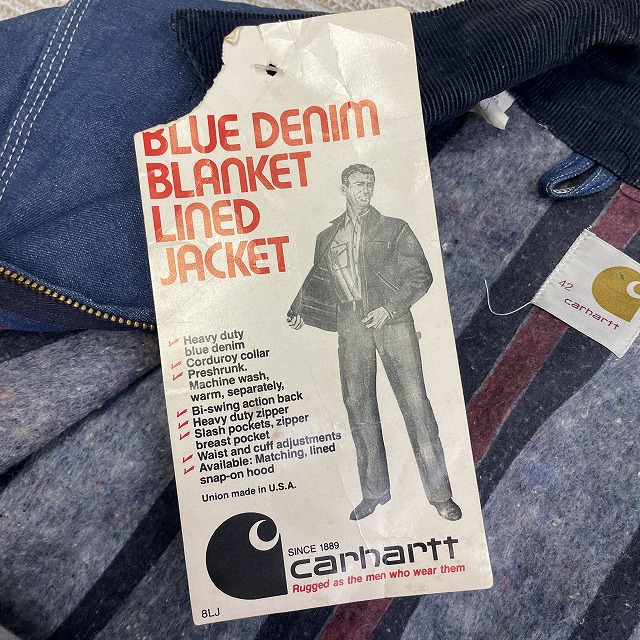 BLUE DENIM
BLANKET
LINED
JACKET
Heavy duty
blue denim
Corduroy collar
Preshrunk.
Machine wash,
warm, separately,
Bi-swing action back
Heavy duty zipper
Slash pockets, zipper
breast pocket
Waist and cuff adjustments
Available: Matching, lined
snap-on hood
Union made in U.S.A.
SINCE 1889
carhartt
Rugged as the men who wear them
8LJ
42
carhartt